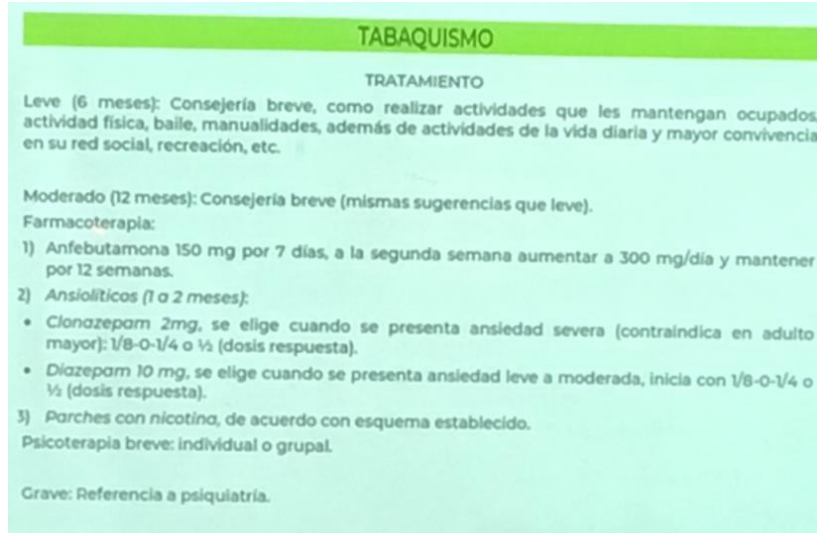 TABAQUISMO
TRATAMIENTO
Leve (6 meses): Consejería breve, como realizar actividades que les mantengan ocupados,
actividad física, baile, manualidades, además de actividades de la vida diaria y mayor convivencia
en su red social, recreación, etc.
Moderado (12 meses): Consejería breve (mismas sugerencias que leve).
Farmacoterapia:
1) Anfebutamona 150 mg por 7 días, a la segunda semana aumentar a 300 mg/día y mantener
por 12 semanas.
2) Ansiolíticos (1 a 2 meses):
• Clonazepam 2mg, se elige cuando se presenta ansiedad severa (contraindica en adulto
mayor): 1/8-0-1/4 o ½ (dosis respuesta).
• Diazepam 10 mg, se elige cuando se presenta ansiedad leve a moderada, inicia con 1/8-0-1/4 o
½ (dosis respuesta).
3) Parches con nicotina, de acuerdo con esquema establecido.
Psicoterapia breve: individual o grupal.
Grave: Referencia a psiquiatría.